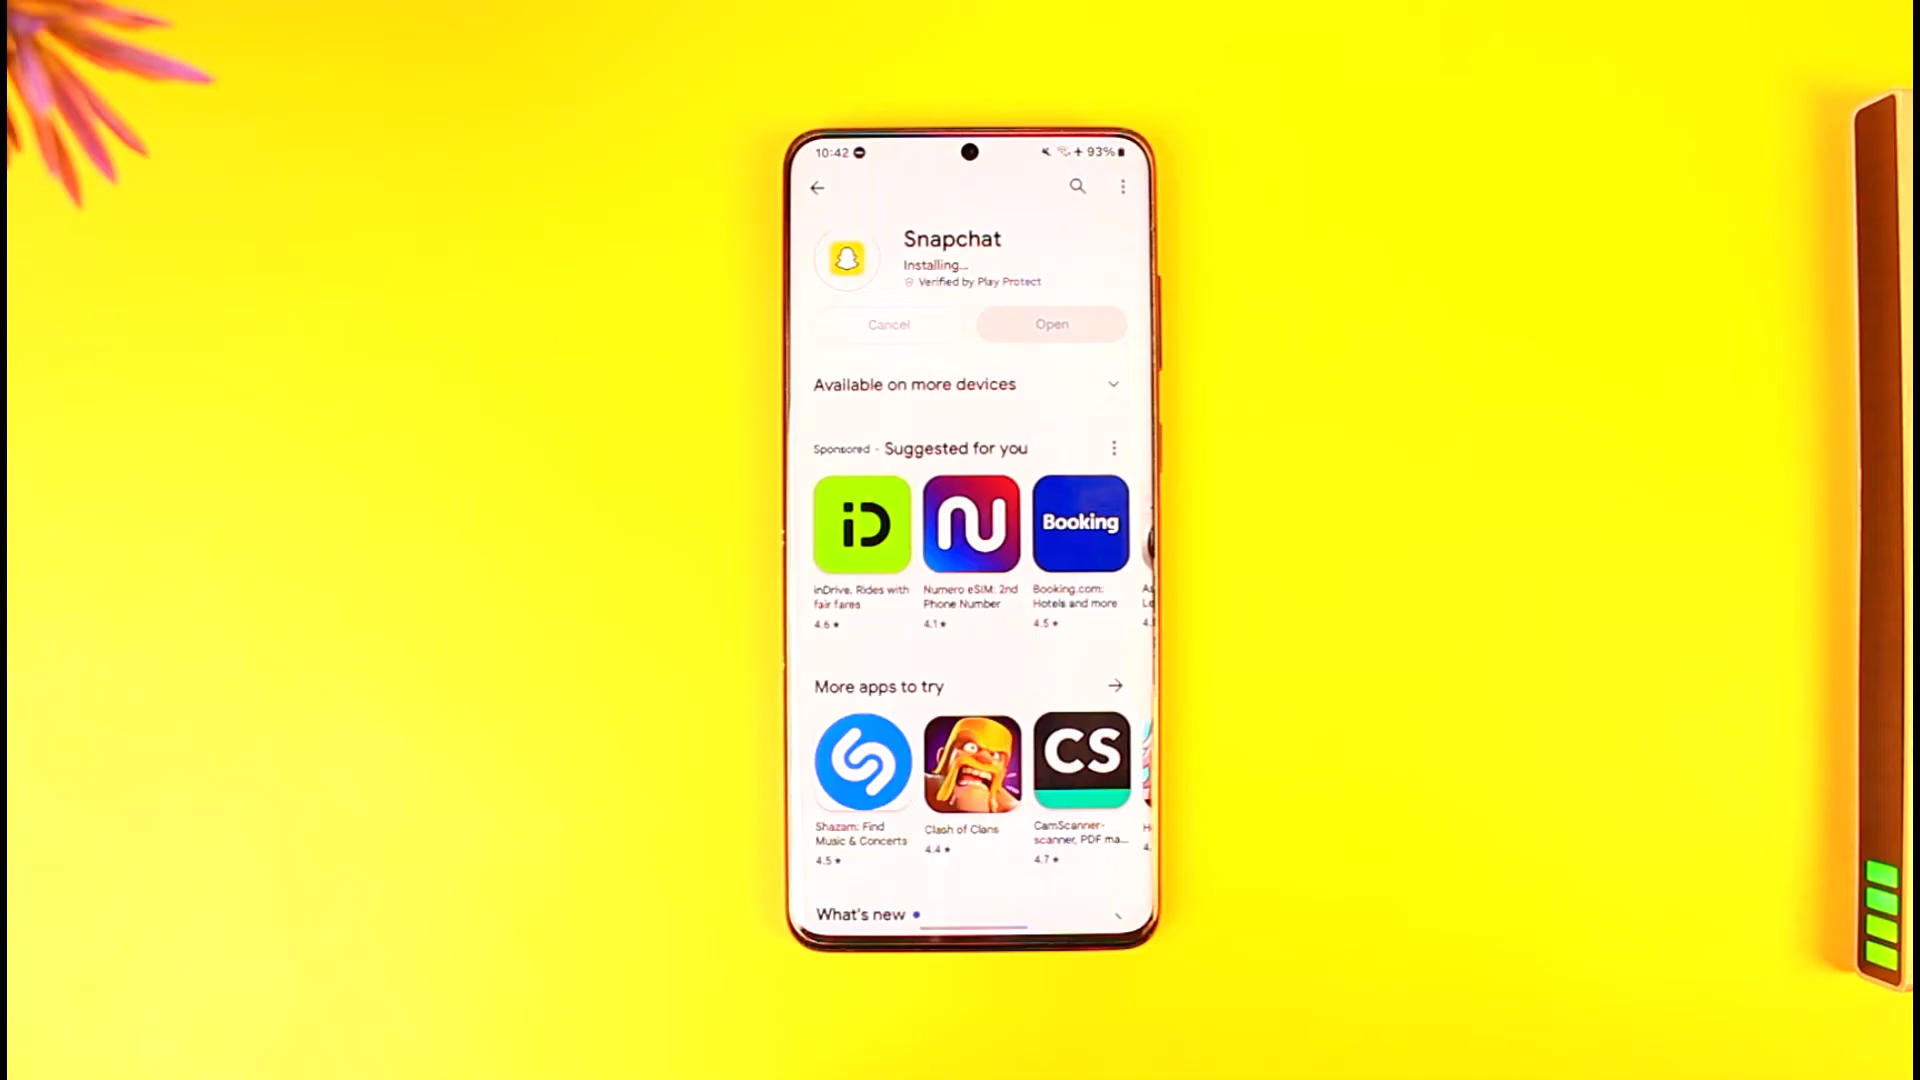 10:42
93%
Snapchat
Installing...
Verified by Play Protect
Cancel
Open
Available on more devices
Sponsored · Suggested for you
iD
N
Booking
inDrive. Rides with
fair fares
4.6 ★
Numero eSIM: 2nd
Phone Number
4.1 ★
Booking.com:
Hotels and more
4.5 ★
More apps to try
CS
Shazam: Find
Music & Concerts
4.5 ★
Clash of Clans
4.4 ★
CamScanner-
scanner, PDF ma...
4.7 ★
What's new